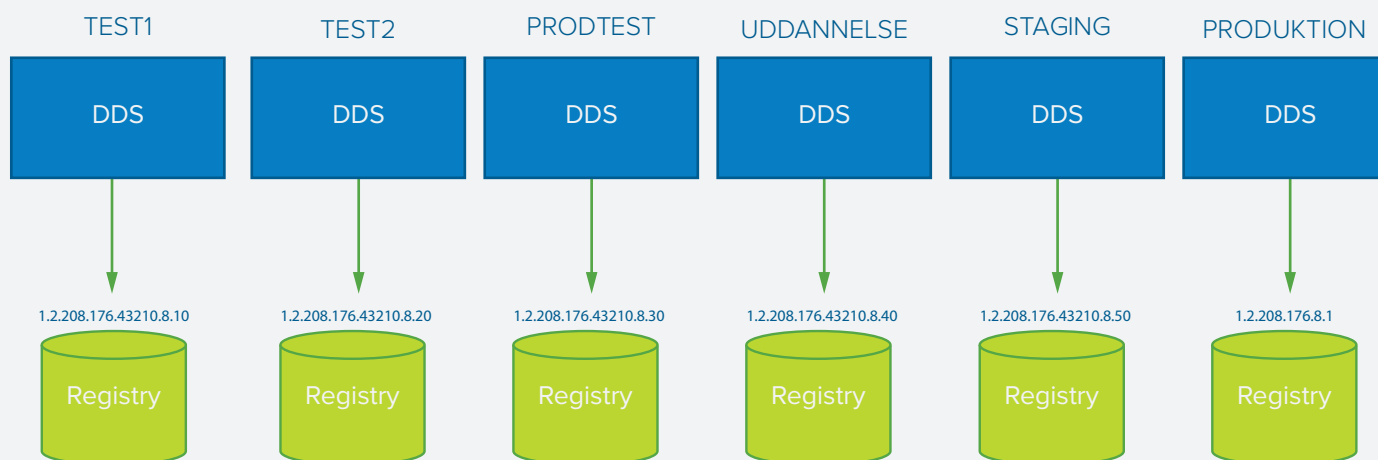 TEST1 TEST2 PRODTEST UDDANNELSE STAGING PRODUKTION
DDS DDS DDS DDS DDS DDS
1.2.208.176.43210.8.10 1.2.208.176.43210.8.20 1.2.208.176.43210.8.30 1.2.208.176.43210.8.40 1.2.208.176.43210.8.50 1.2.208.176.8.1
Registry Registry Registry Registry Registry Registry